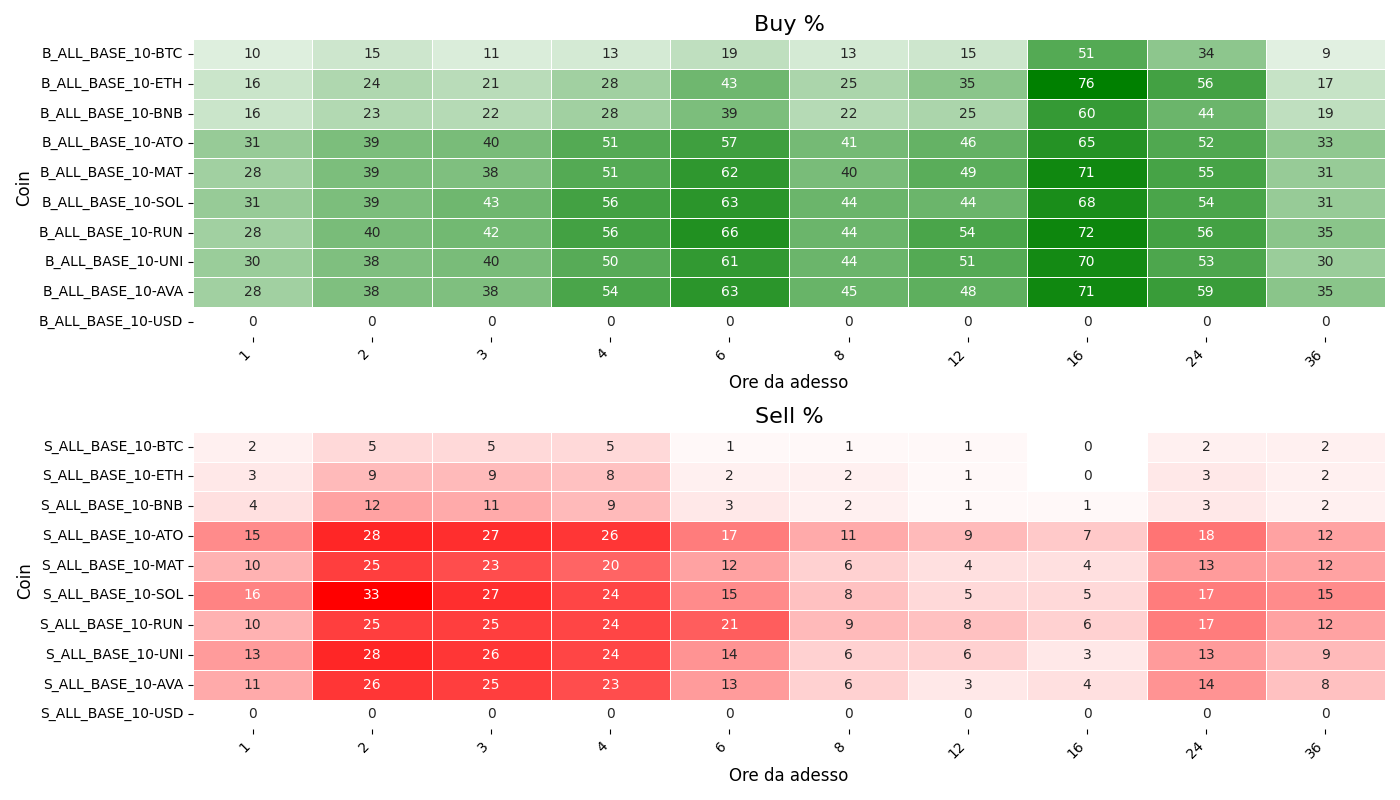 Buy %
Coin
B_ALL_BASE_10-BTC 10 15 11 13 19 13 15 51 34 9
B_ALL_BASE_10-ETH 16 24 21 28 43 25 35 76 56 17
B_ALL_BASE_10-BNB 16 23 22 28 39 22 25 60 44 19
B_ALL_BASE_10-ATO 31 39 40 51 57 41 46 65 52 33
B_ALL_BASE_10-MAT 28 39 38 51 62 40 49 71 55 31
B_ALL_BASE_10-SOL 31 39 43 56 63 44 44 68 54 31
B_ALL_BASE_10-RUN 28 40 42 56 66 44 54 72 56 35
B_ALL_BASE_10-UNI 30 38 40 50 61 44 51 70 53 30
B_ALL_BASE_10-AVA 28 38 38 54 63 45 48 71 59 35
B_ALL_BASE_10-USD 0 0 0 0 0 0 0 0 0 0
1 2 3 4 6 8 12 16 24 36
Ore da adesso
Sell %
Coin
S_ALL_BASE_10-BTC 2 5 5 5 1 1 1 0 2 2
S_ALL_BASE_10-ETH 3 9 9 8 2 2 1 0 3 2
S_ALL_BASE_10-BNB 4 12 11 9 3 2 1 1 3 2
S_ALL_BASE_10-ATO 15 28 27 26 17 11 9 7 18 12
S_ALL_BASE_10-MAT 10 25 23 20 12 6 4 4 13 12
S_ALL_BASE_10-SOL 16 33 27 24 15 8 5 5 17 15
S_ALL_BASE_10-RUN 10 25 25 24 21 9 8 6 17 12
S_ALL_BASE_10-UNI 13 28 26 24 14 6 6 3 13 9
S_ALL_BASE_10-AVA 11 26 25 23 13 6 3 4 14 8
S_ALL_BASE_10-USD 0 0 0 0 0 0 0 0 0 0
1 2 3 4 6 8 12 16 24 36
Ore da adesso